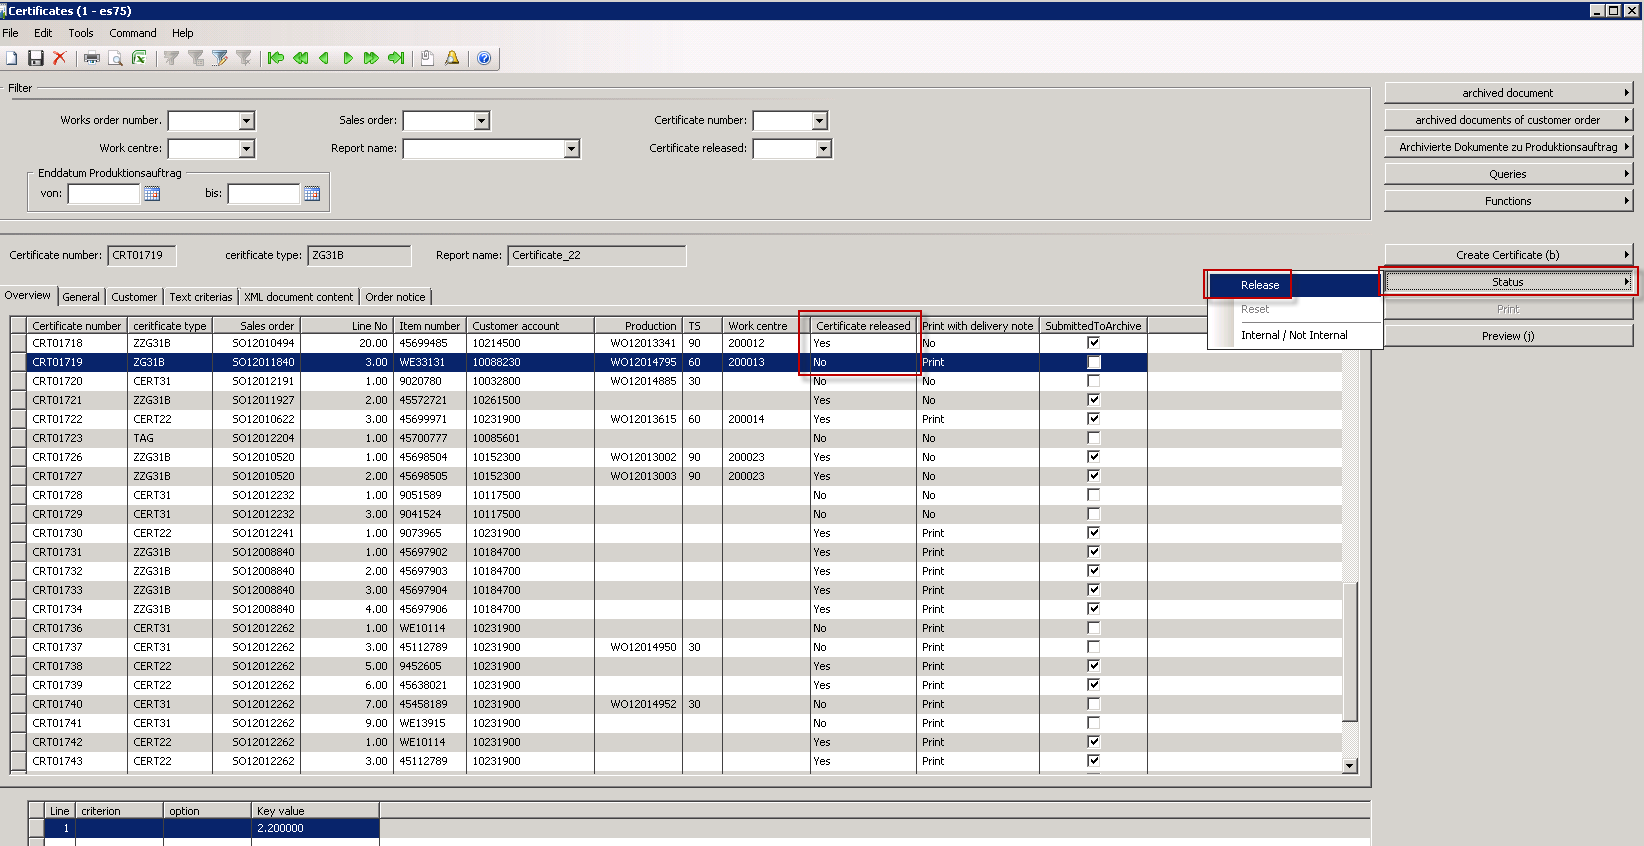 Certificates (1 - es75)
File Edit Tools Command Help
Filter
Works order number. Sales order: Certificate number:
Work centre: Report name: Certificate released:
Enddatum Produktionsauftrag
von: bis:
archived document
archived documents of customer order
Archivierte Dokumente zu Produktionsauftrag
Queries
Functions
Certificate number: CRT01719 ceritficate type: ZG31B Report name: Certificate_22
Create Certificate (b)
Status
Print
Preview (j)
Release
Reset
Internal / Not Internal
Overview General Customer Text criterias XML document content Order notice
Certificate number ceritficate type Sales order Line No Item number Customer account Production TS Work centre Certificate released Print with delivery note SubmittedToArchive
CRT01718 ZZG31B SO12010494 20.00 45699485 10214500 WO12013341 90 200012 Yes No
CRT01719 ZG31B SO12011840 3.00 WE33131 10088230 WO12014795 60 200013 No Print
CRT01720 CERT31 SO12012191 1.00 9020780 10032800 WO12014885 30 No No
CRT01721 ZZG31B SO12011927 2.00 45572721 10261500 Yes No
CRT01722 CERT22 SO12010622 3.00 45699971 10231900 WO12013615 60 200014 Yes Print
CRT01723 TAG SO12012204 1.00 45700777 10085601 No No
CRT01726 ZZG31B SO12010520 1.00 45698504 10152300 WO12013002 90 200023 Yes No
CRT01727 ZZG31B SO12010520 2.00 45698505 10152300 WO12013003 90 200023 Yes No
CRT01728 CERT31 SO12012232 1.00 9051589 10117500 No No
CRT01729 CERT31 SO12012232 3.00 9041524 10117500 No No
CRT01730 CERT22 SO12012241 1.00 9073965 10231900 Yes Print
CRT01731 ZZG31B SO12008840 1.00 45697902 10184700 Yes Print
CRT01732 ZZG31B SO12008840 2.00 45697903 10184700 Yes Print
CRT01733 ZZG31B SO12008840 3.00 45697904 10184700 Yes Print
CRT01734 ZZG31B SO12008840 4.00 45697906 10184700 Yes Print
CRT01736 CERT31 SO12012262 1.00 WE10114 10231900 No Print
CRT01737 CERT31 SO12012262 3.00 45112789 10231900 WO12014950 30 No Print
CRT01738 CERT22 SO12012262 5.00 9452605 10231900 Yes Print
CRT01739 CERT22 SO12012262 6.00 45638021 10231900 Yes Print
CRT01740 CERT31 SO12012262 7.00 45458189 10231900 WO12014952 30 No Print
CRT01741 CERT31 SO12012262 9.00 WE13915 10231900 No Print
CRT01742 CERT22 SO12012262 1.00 WE10114 10231900 Yes Print
CRT01743 CERT22 SO12012262 3.00 45112789 10231900 Yes Print
Line criterion option Key value
1 2.200000